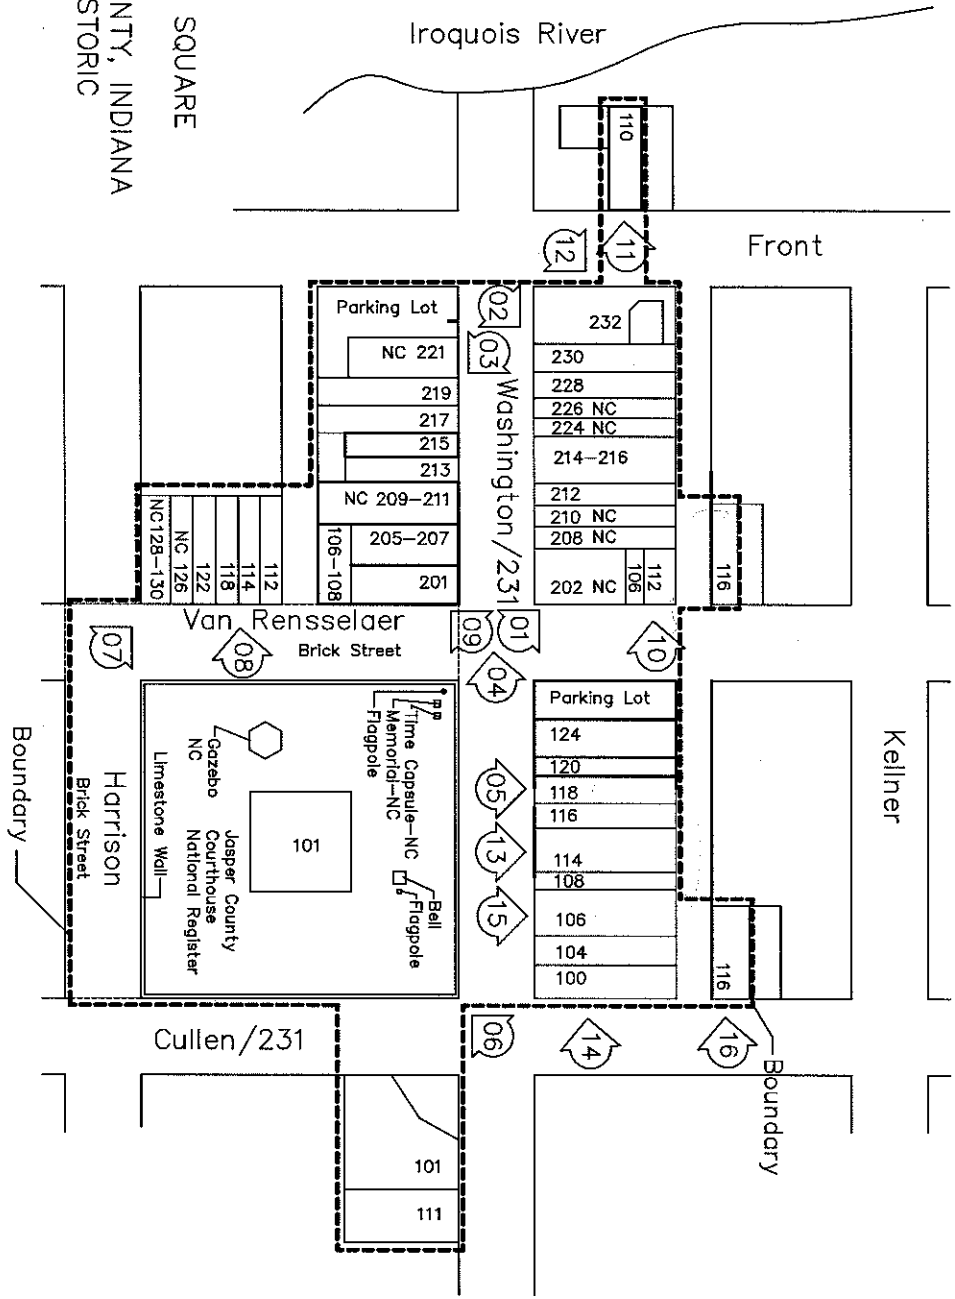 SQUARE
NTY, INDIANA
STORIC
Iroquois River
110
Front
12
11
Parking Lot
NC 221
219
217
215
213
NC 209-211
205-207
201
106-108
02
03
Washington/231
232
230
228
226 NC
224 NC
214-216
212
210 NC
208 NC
202 NC
106
112
116
NC128-130
NC 126
122
118
114
112
Van Rensselaer
Brick Street
07
08
09
01
04
10
Parking Lot
124
120
118
116
114
108
106
104
100
05
13
15
Kellner
116
Time Capsule-NC
Memorial-NC
Flagpole
Gazebo
NC
101
Bell
Flagpole
Jasper County
Courthouse
National Register
Limestone Wall
Harrison
Brick Street
Boundary
Cullen/231
06
14
16
Boundary
101
111